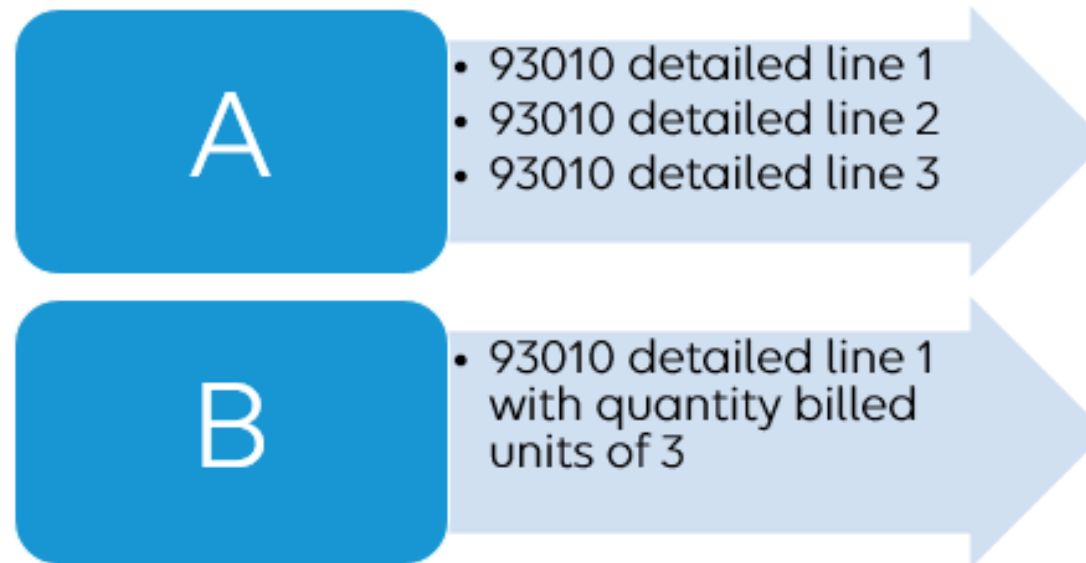 A
• 93010 detailed line 1
• 93010 detailed line 2
• 93010 detailed line 3
B
• 93010 detailed line 1
with quantity billed
units of 3